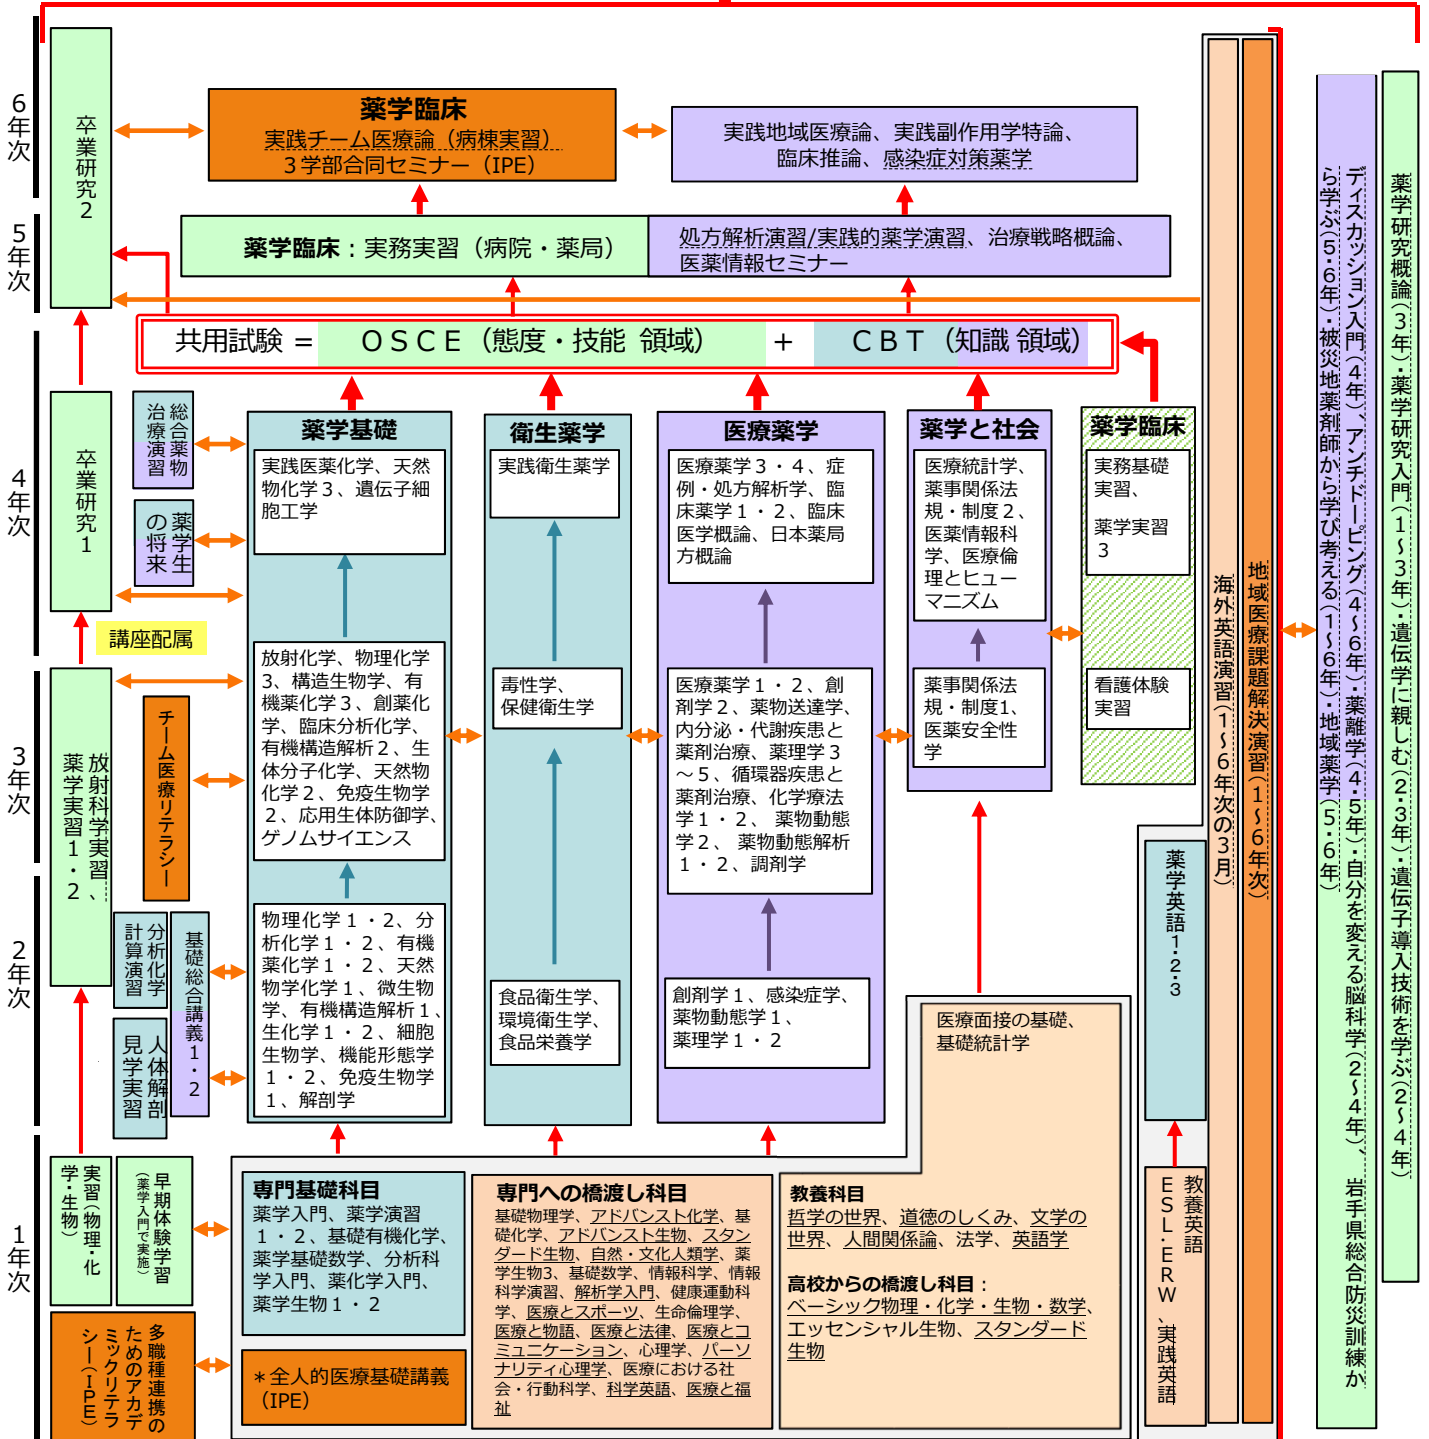 6年次
5年次
4年次
3年次
2年次
1年次
卒業研究2
薬学臨床
実践チーム医療論（病棟実習）
３学部合同セミナー（IPE）
実践地域医療論、実践副作用学特論、
臨床推論、感染症対策薬学
薬学臨床：実務実習（病院・薬局）
処方解析演習/実践的薬学演習、治療戦略概論、
医薬情報セミナー
共用試験＝　ＯＳＣＥ（態度・技能 領域）　＋　ＣＢＴ（知識 領域）
卒業研究1
総合薬物
治療演習
薬学生
の将来
講座配属
薬学基礎
実践医薬化学、天然
物化学３、遺伝子細
胞工学
放射化学、物理化学
3、構造生物学、有
機薬化学３、創薬化
学、臨床分析化学、
有機構造解析２、生
体分子化学、天然物
化学２、免疫生物学
２、応用生体防御学、
ゲノムサイエンス
物理化学１・２、分
析化学１・２、有機
薬化学１・２、天然
物学化学１、微生物
学、有機構造解析１、
生化学１・２、細胞
生物学、機能形態学
１・２、免疫生物学
1、解剖学
衛生薬学
実践衛生薬学
毒性学、
保健衛生学
食品衛生学、
環境衛生学、
食品栄養学
医療薬学
医療薬学３・４、症
例・処方解析学、臨
床薬学１・２、臨床
医学概論、日本薬局
方概論
医療薬学１・２、創
剤学２、薬物送達学、
内分泌・代謝疾患と
薬剤治療、薬理学３
～５、循環器疾患と
薬剤治療、化学療法
学１・２、 薬物動態
学２、 薬物動態解析
１・２、調剤学
創剤学１、感染症学、
薬物動態学１、
薬理学１・２
薬学と社会
医療統計学、
薬事関係法
規・制度２、
医薬情報科
学、医療倫
理とヒュー
マニズム
薬事関係法
規・制度1、
医薬安全性
学
薬学臨床
実務基礎
実習、
薬学実習
3
看護体験
実習
放射科学実習、
薬学実習１・２
チーム医療リテラシー
分析化学
計算演習
基礎総合講義１・２
人体解剖
見学実習
実習（物理・化
学・生物）
早期体験学習
（薬学入門で実施）
多職種連携の
ためのアカデ
ミックリテラ
シー（ＩＰＥ）
専門基礎科目
薬学入門、薬学演習
１・２、基礎有機化学、
薬学基礎数学、分析科
学入門、薬化学入門、
薬学生物１・２
＊全人的医療基礎講義
（IPE）
専門への橋渡し科目
基礎物理学、アドバンスト化学、基
礎化学、アドバンスト生物、スタン
ダード生物、自然・文化人類学、薬
学生物3、基礎数学、情報科学、情報
科学演習、解析学入門、健康運動科
学、医療とスポーツ、生命倫理学、
医療と物語、医療と法律、医療とコ
ミュニケーション、心理学、パーソ
ナリティ心理学、医療における社
会・行動科学、科学英語、医療と福
祉
医療面接の基礎、
基礎統計学
教養科目
哲学の世界、道徳のしくみ、文学の
世界、人間関係論、法学、英語学
高校からの橋渡し科目：
ベーシック物理・化学・生物・数学、
エッセンシャル生物、スタンダード
生物
薬学英語１・２・３
教養英語
ＥＳＬ・ＥＲＷ、実践英語
海外英語演習（１～６年次の３月）
地域医療課題解決演習（１～６年次）
ディスカッション入門（４年）、アンチドーピング（４～６年）・薬離学（４・５年）・自分を変える脳科学（２～４年）、　岩手県総合防災訓練か
ら学ぶ（５・６年）・被災地薬剤師から学び考える（１～６年）・地域薬学（５・６年）
薬学研究概論（３年）・薬学研究入門（１～３年）・遺伝学に親しむ（２・３年）・遺伝子導入技術を学ぶ（２～４年）